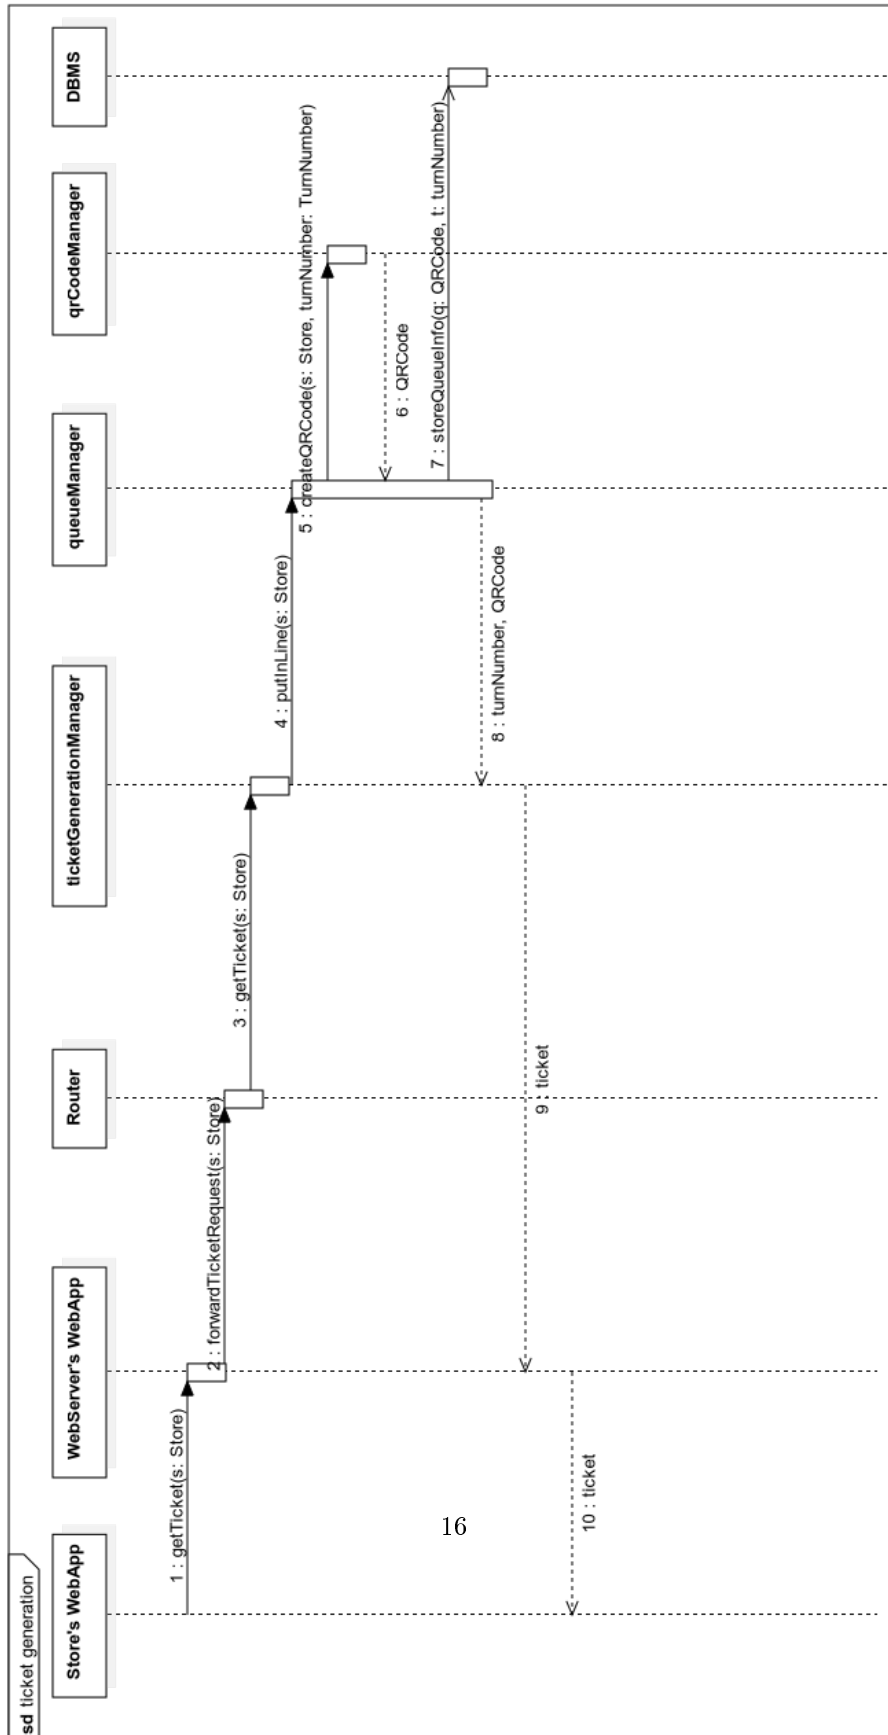 sd ticket generation
Store's WebApp
WebServer's WebApp
Router
ticketGenerationManager
queueManager
qrCodeManager
DBMS
1 : getTicket(s: Store)
2 : forwardTicketRequest(s: Store)
3 : getTicket(s: Store)
4 : putInLine(s: Store)
5 : createQRCode(s: Store, turnNumber: TurnNumber)
6 : QRCode
7 : storeQueueInfo(q: QRCode, t: turnNumber)
8 : turnNumber, QRCode
9 : ticket
10 : ticket
16